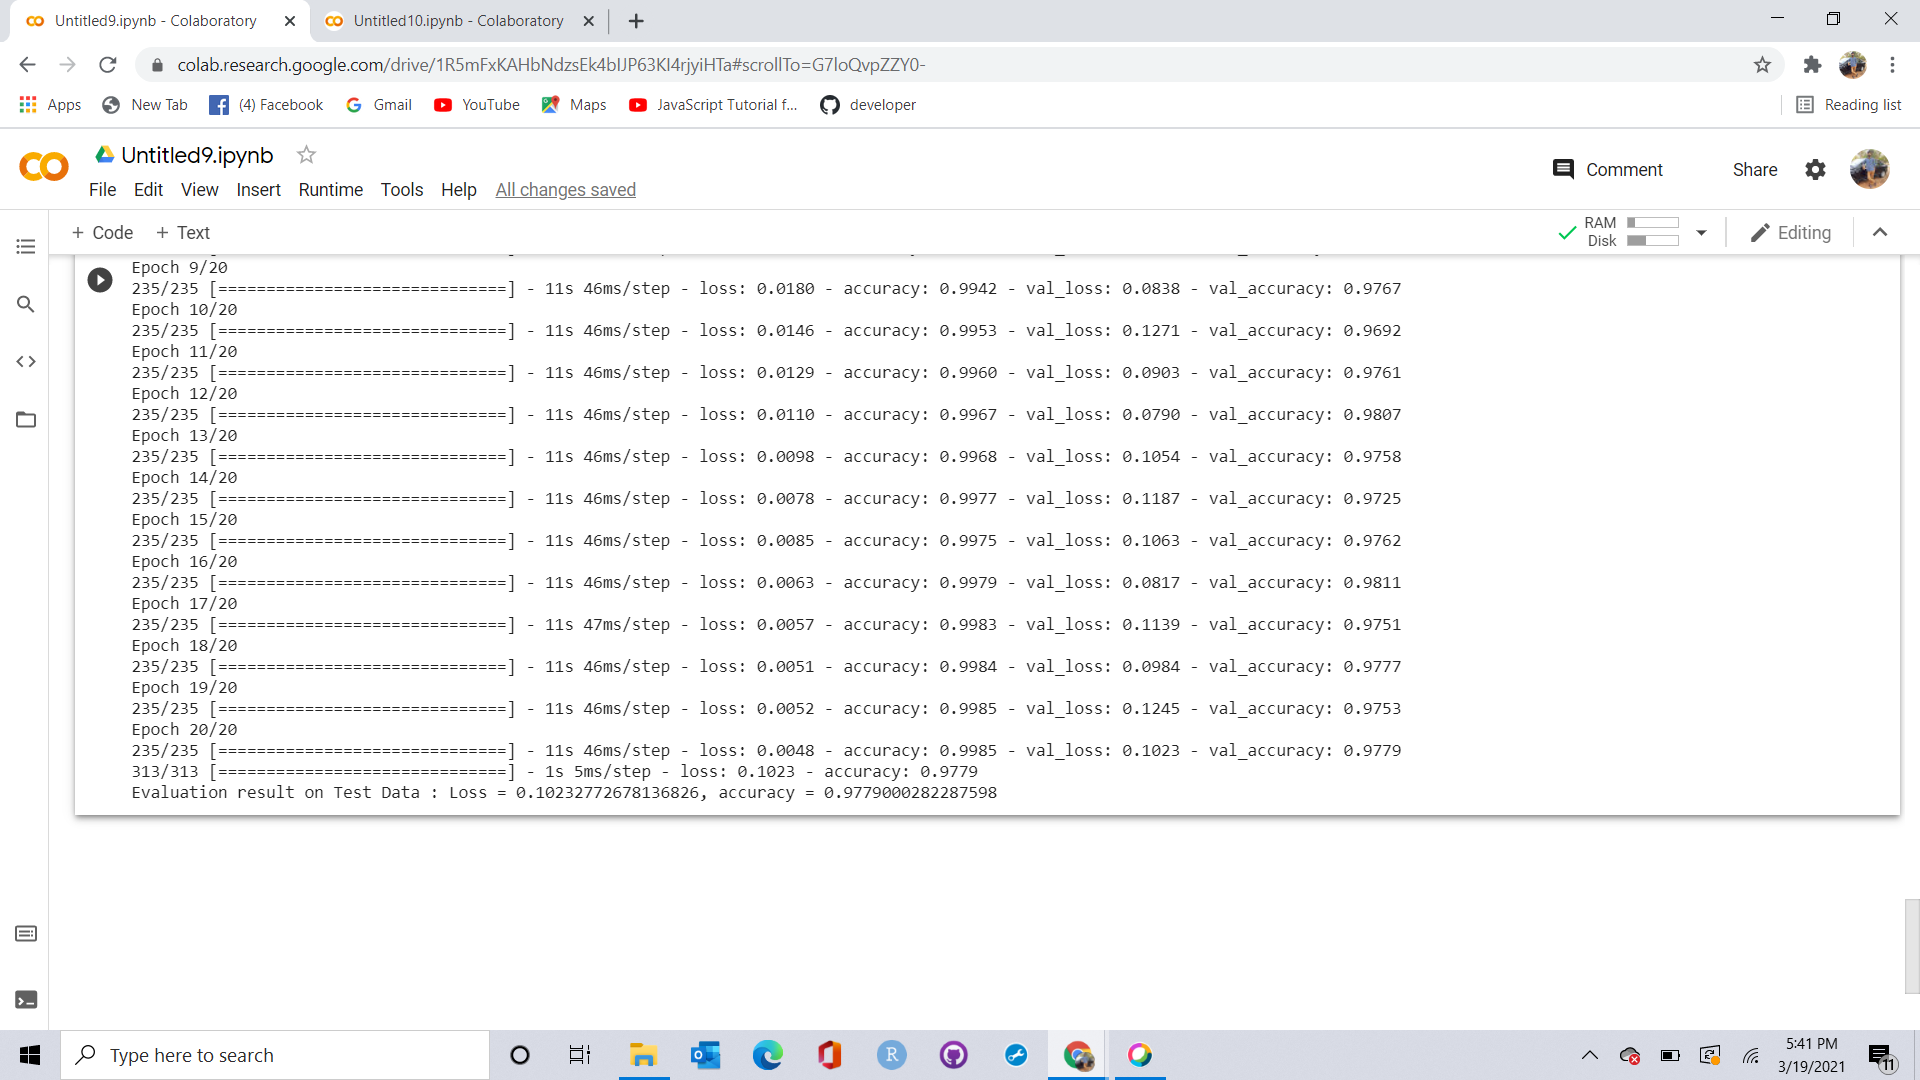 Untitled9.ipynb - Colaboratory
Untitled10.ipynb - Colaboratory
colab.research.google.com/drive/1R5mFxKAHbNdzsEk4bIJP63KI4rjyiHTa#scrollTo=G7loQvpZZY0-
Apps New Tab (4) Facebook Gmail YouTube Maps JavaScript Tutorial f... developer Reading list
Untitled9.ipynb
Comment Share
File Edit View Insert Runtime Tools Help All changes saved
+ Code + Text
RAM
Disk
Editing
Epoch 9/20
235/235 [==============================] - 11s 46ms/step - loss: 0.0180 - accuracy: 0.9942 - val_loss: 0.0838 - val_accuracy: 0.9767
Epoch 10/20
235/235 [==============================] - 11s 46ms/step - loss: 0.0146 - accuracy: 0.9953 - val_loss: 0.1271 - val_accuracy: 0.9692
Epoch 11/20
235/235 [==============================] - 11s 46ms/step - loss: 0.0129 - accuracy: 0.9960 - val_loss: 0.0903 - val_accuracy: 0.9761
Epoch 12/20
235/235 [==============================] - 11s 46ms/step - loss: 0.0110 - accuracy: 0.9967 - val_loss: 0.0790 - val_accuracy: 0.9807
Epoch 13/20
235/235 [==============================] - 11s 46ms/step - loss: 0.0098 - accuracy: 0.9968 - val_loss: 0.1054 - val_accuracy: 0.9758
Epoch 14/20
235/235 [==============================] - 11s 46ms/step - loss: 0.0078 - accuracy: 0.9977 - val_loss: 0.1187 - val_accuracy: 0.9725
Epoch 15/20
235/235 [==============================] - 11s 46ms/step - loss: 0.0085 - accuracy: 0.9975 - val_loss: 0.1063 - val_accuracy: 0.9762
Epoch 16/20
235/235 [==============================] - 11s 46ms/step - loss: 0.0063 - accuracy: 0.9979 - val_loss: 0.0817 - val_accuracy: 0.9811
Epoch 17/20
235/235 [==============================] - 11s 47ms/step - loss: 0.0057 - accuracy: 0.9983 - val_loss: 0.1139 - val_accuracy: 0.9751
Epoch 18/20
235/235 [==============================] - 11s 46ms/step - loss: 0.0051 - accuracy: 0.9984 - val_loss: 0.0984 - val_accuracy: 0.9777
Epoch 19/20
235/235 [==============================] - 11s 46ms/step - loss: 0.0052 - accuracy: 0.9985 - val_loss: 0.1245 - val_accuracy: 0.9753
Epoch 20/20
235/235 [==============================] - 11s 46ms/step - loss: 0.0048 - accuracy: 0.9985 - val_loss: 0.1023 - val_accuracy: 0.9779
313/313 [==============================] - 1s 5ms/step - loss: 0.1023 - accuracy: 0.9779
Evaluation result on Test Data : Loss = 0.10232772678136826, accuracy = 0.9779000282287598
Type here to search
5:41 PM
3/19/2021
11